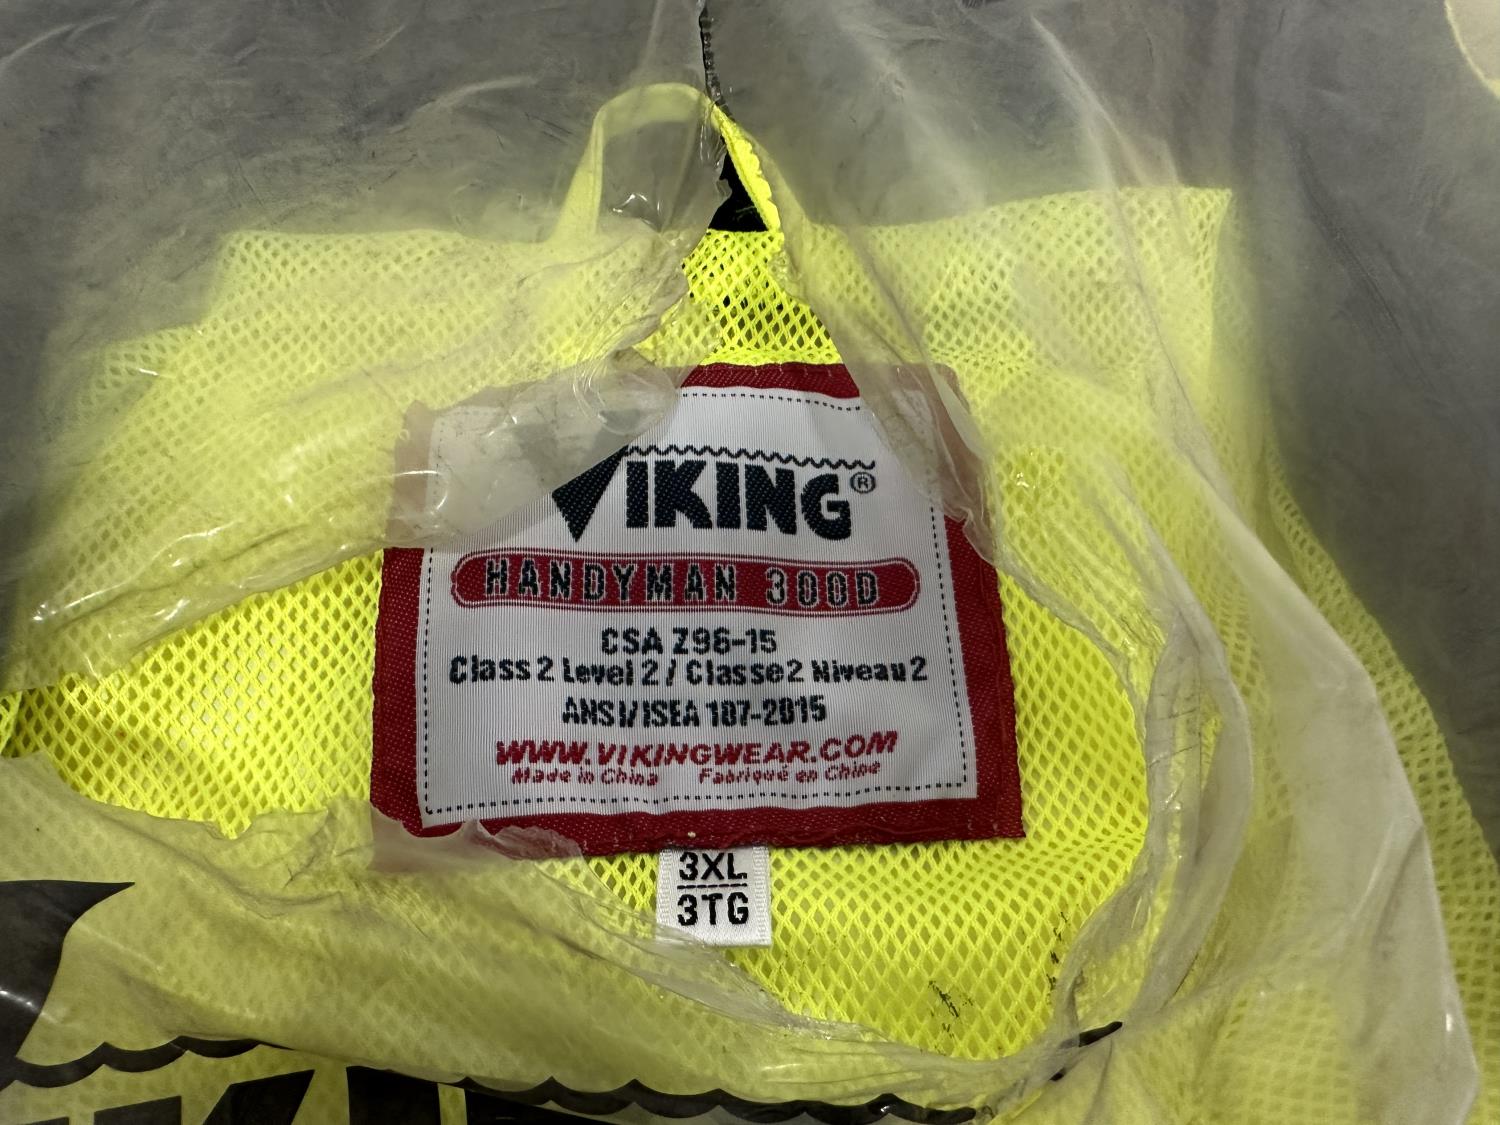 VIKING®
HANDYMAN 300D
CSA Z96-15
Class 2 Level 2 / Classe 2 Niveau 2
ANSI/ISEA 107-2015
WWW.VIKINGWEAR.COM
Made in China Fabriqué en Chine
3XL
3TG